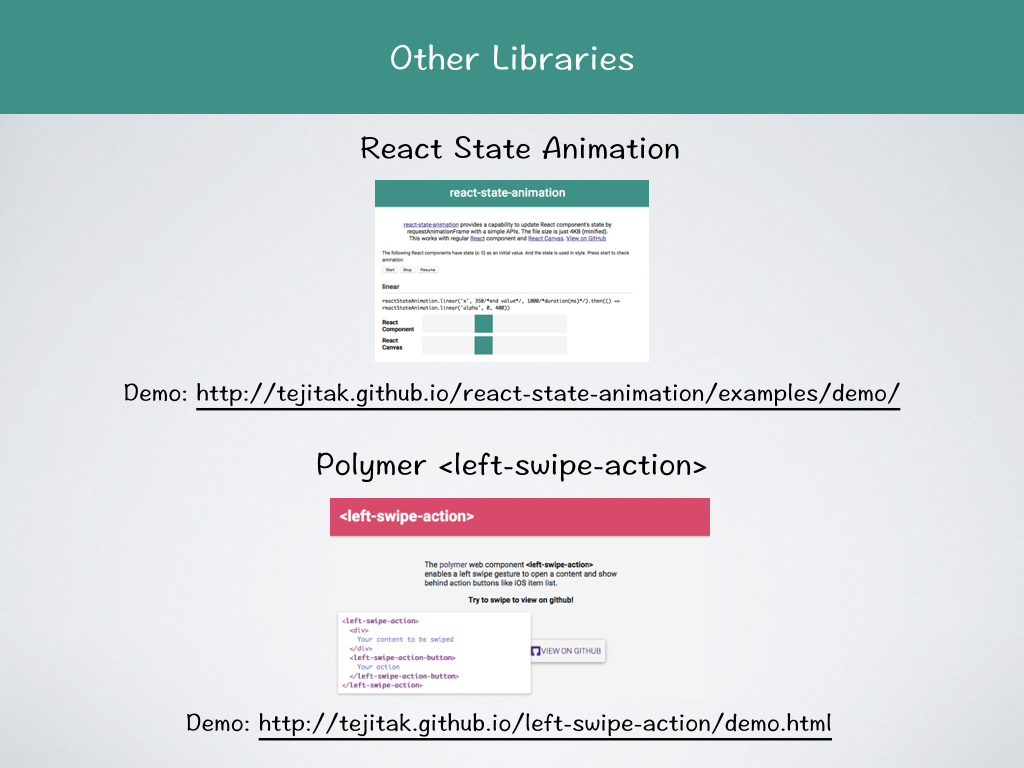 Other Libraries
React State Animation
react-state-animation
react-state-animation provides a capability to update React component's state by
requestAnimationFrame with a simple APIs. The file size is just 4KB (minified).
This works with regular React component and React Canvas. View on GitHub
The following React components have state (x: 0) as an initial value. And the state is used in style. Press start to check
animation
Start Stop Resume
linear
reactStateAnimation.linear('x', 350/*end value*/, 1000/*duration(ms)*/).then(() =>
reactStateAnimation.linear('alpha', 0, 400))
React
Component
React
Canvas
Demo: http://tejitak.github.io/react-state-animation/examples/demo/
Polymer <left-swipe-action>
<left-swipe-action>
The polymer web component <left-swipe-action>
enables a left swipe gesture to open a content and show
behind action buttons like iOS item list.
Try to swipe to view on github!
<left-swipe-action>
<div>
Your content to be swiped
</div>
<left-swipe-action-button>
Your action
</left-swipe-action-button>
</left-swipe-action>
VIEW ON GITHUB
Demo: http://tejitak.github.io/left-swipe-action/demo.html